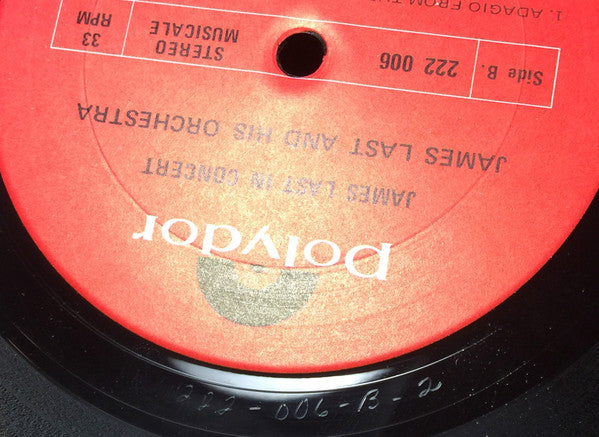 polydor
JAMES LAST IN CONCERT
JAMES LAST AND HIS ORCHESTRA
Side B. 222 006 STEREO 33
MUSICALE RPM
1. ADAGIO FROM
222-006-B-2